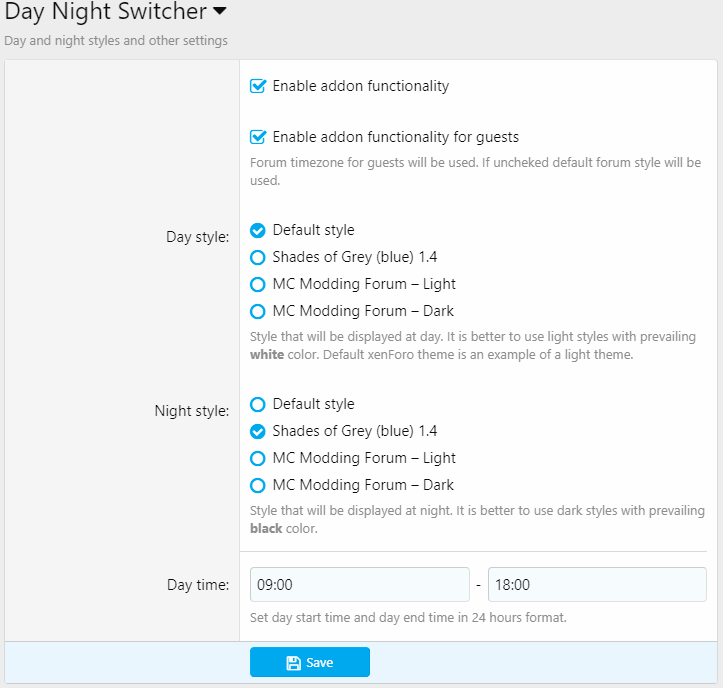 Day Night Switcher
Day and night styles and other settings
Enable addon functionality
Enable addon functionality for guests
Forum timezone for guests will be used. If uncheked default forum style will be
used.
Day style:
Default style
Shades of Grey (blue) 1.4
MC Modding Forum – Light
MC Modding Forum – Dark
Style that will be displayed at day. It is better to use light styles with prevailing
white color. Default xenForo theme is an example of a light theme.
Night style:
Default style
Shades of Grey (blue) 1.4
MC Modding Forum – Light
MC Modding Forum – Dark
Style that will be displayed at night. It is better to use dark styles with prevailing
black color.
Day time:
09:00 - 18:00
Set day start time and day end time in 24 hours format.
Save